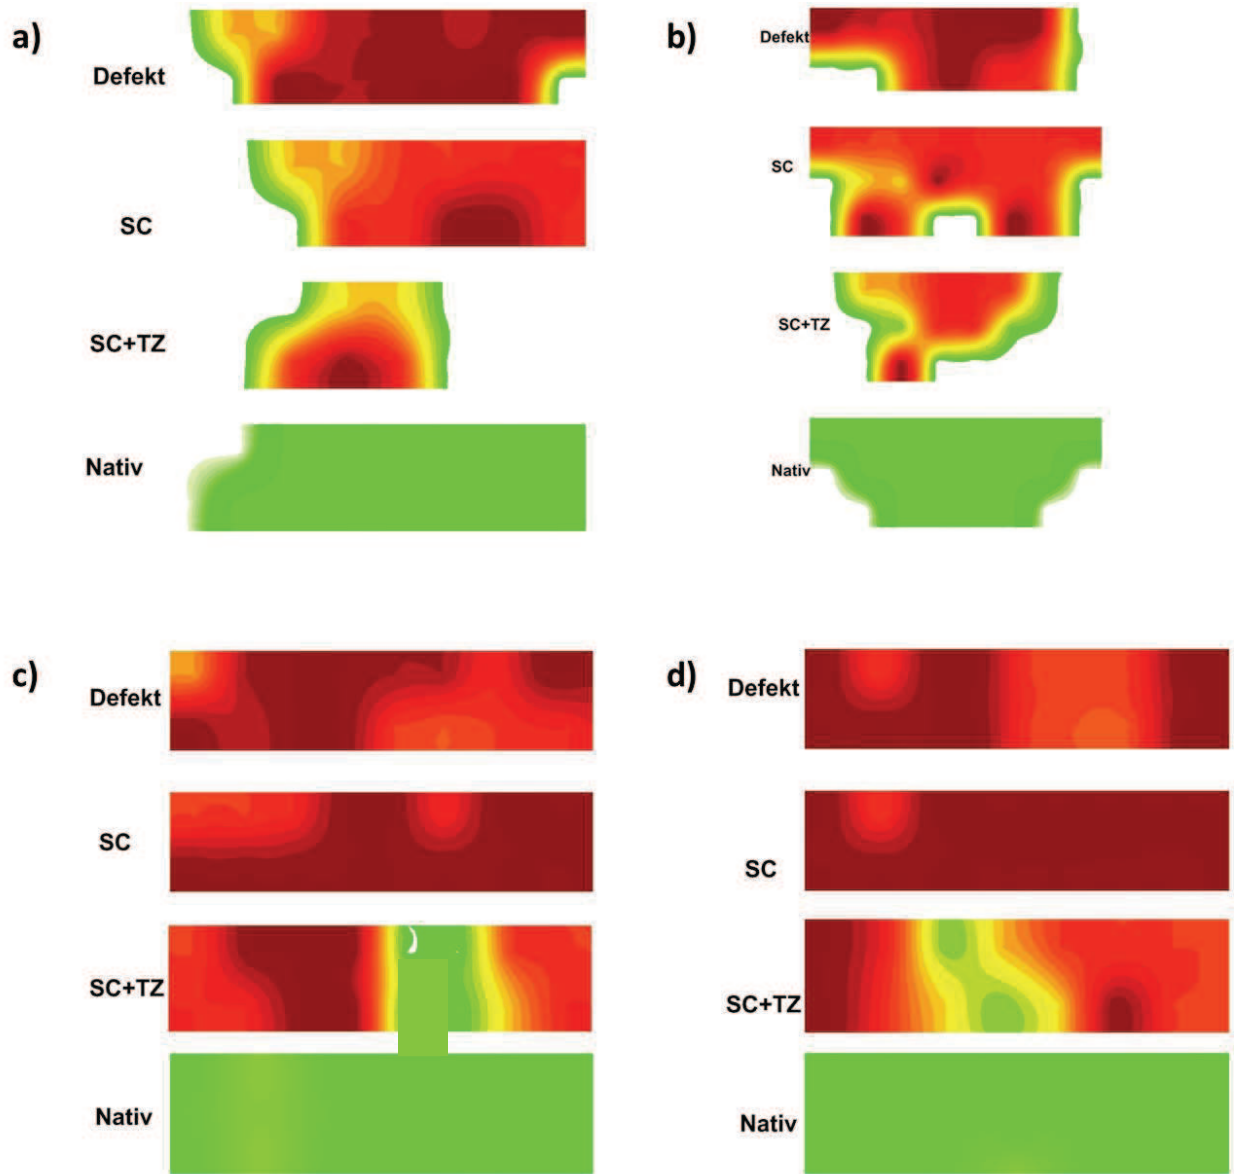 a)
Defekt
SC
SC+TZ
Nativ
b)
Defekt
SC
SC+TZ
Nativ
c)
Defekt
SC
SC+TZ
Nativ
d)
Defekt
SC
SC+TZ
Nativ